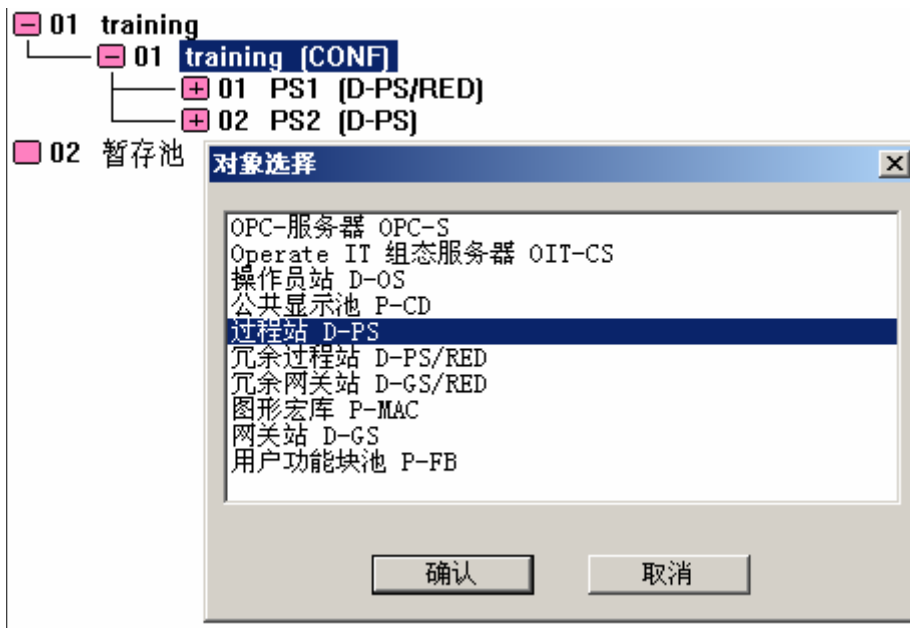 01 training
01 training (CONF)
01 PS1 (D-PS/RED)
02 PS2 (D-PS)
02 暂存池
对象选择
OPC-服务器 OPC-S
Operate IT 组态服务器 OIT-CS
操作员站 D-OS
公共显示池 P-CD
过程站 D-PS
冗余过程站 D-PS/RED
冗余网关站 D-GS/RED
图形宏库 P-MAC
网关站 D-GS
用户功能块池 P-FB
确认 取消